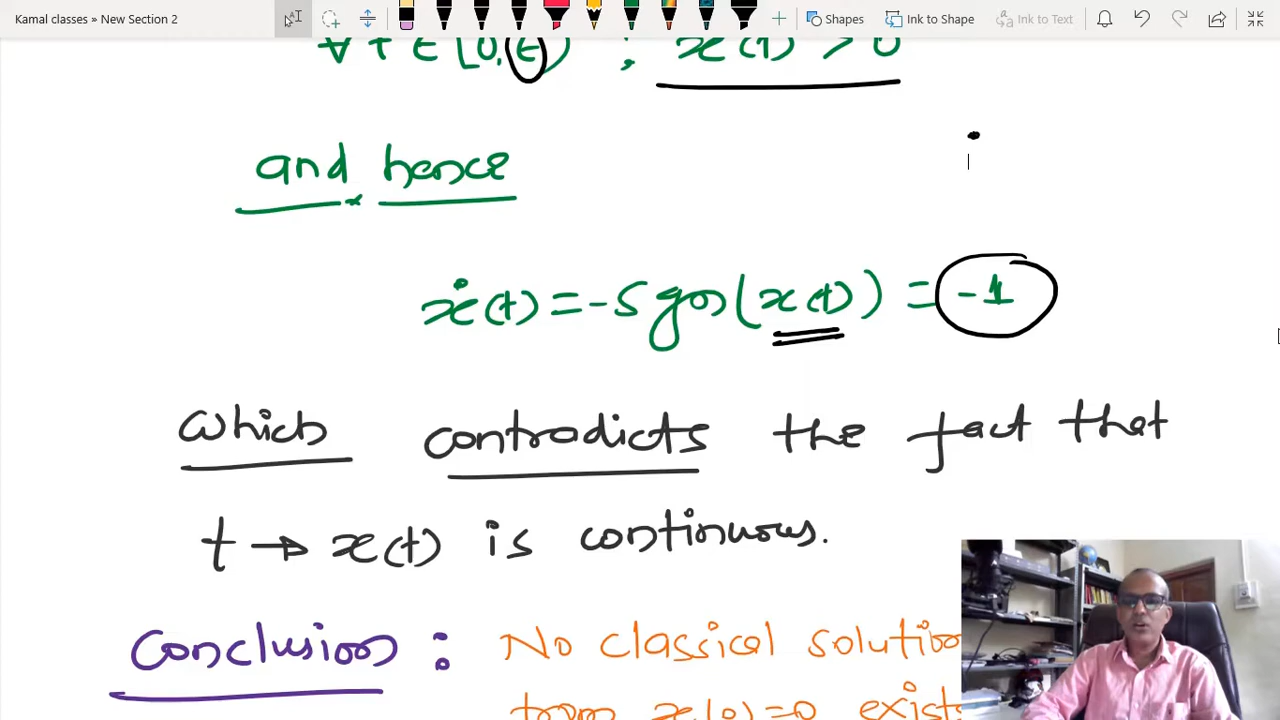 Kamal classes » New Section 2
Shapes
Ink to Shape
Ink to Text
∀ t ∈ [0, ε) : x(t) > 0
and hence
ẋ(t) = -Sgn(x(t)) = -1
which contradicts the fact that
t → x(t) is continuous.
Conclusion : No classical solution
from x(0)=0 exists